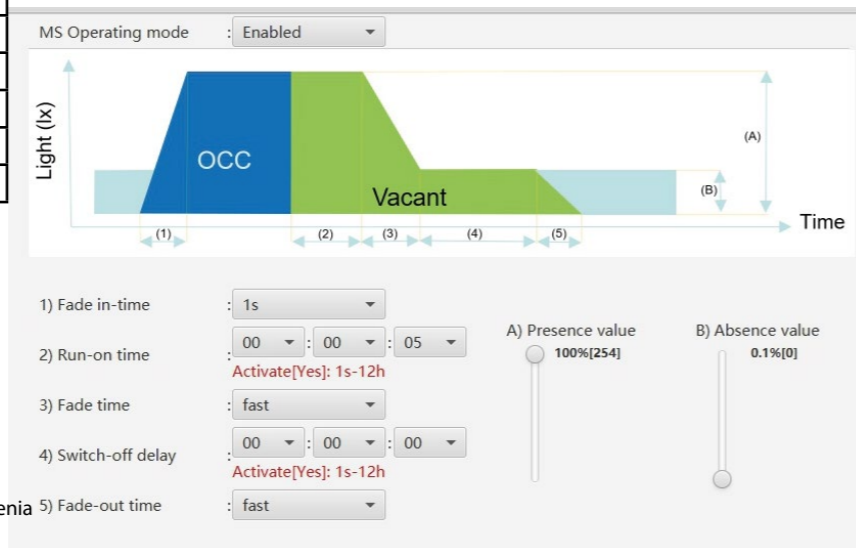 MS Operating mode : Enabled
Light (lx)
OCC
Vacant
(A)
(B)
Time
(1) (2) (3) (4) (5)
1) Fade in-time : 1s
2) Run-on time : 00 : 00 : 05
Activate[Yes]: 1s-12h
3) Fade time : fast
4) Switch-off delay : 00 : 00 : 00
Activate[Yes]: 1s-12h
enia 5) Fade-out time : fast
A) Presence value
100%[254]
B) Absence value
0.1%[0]